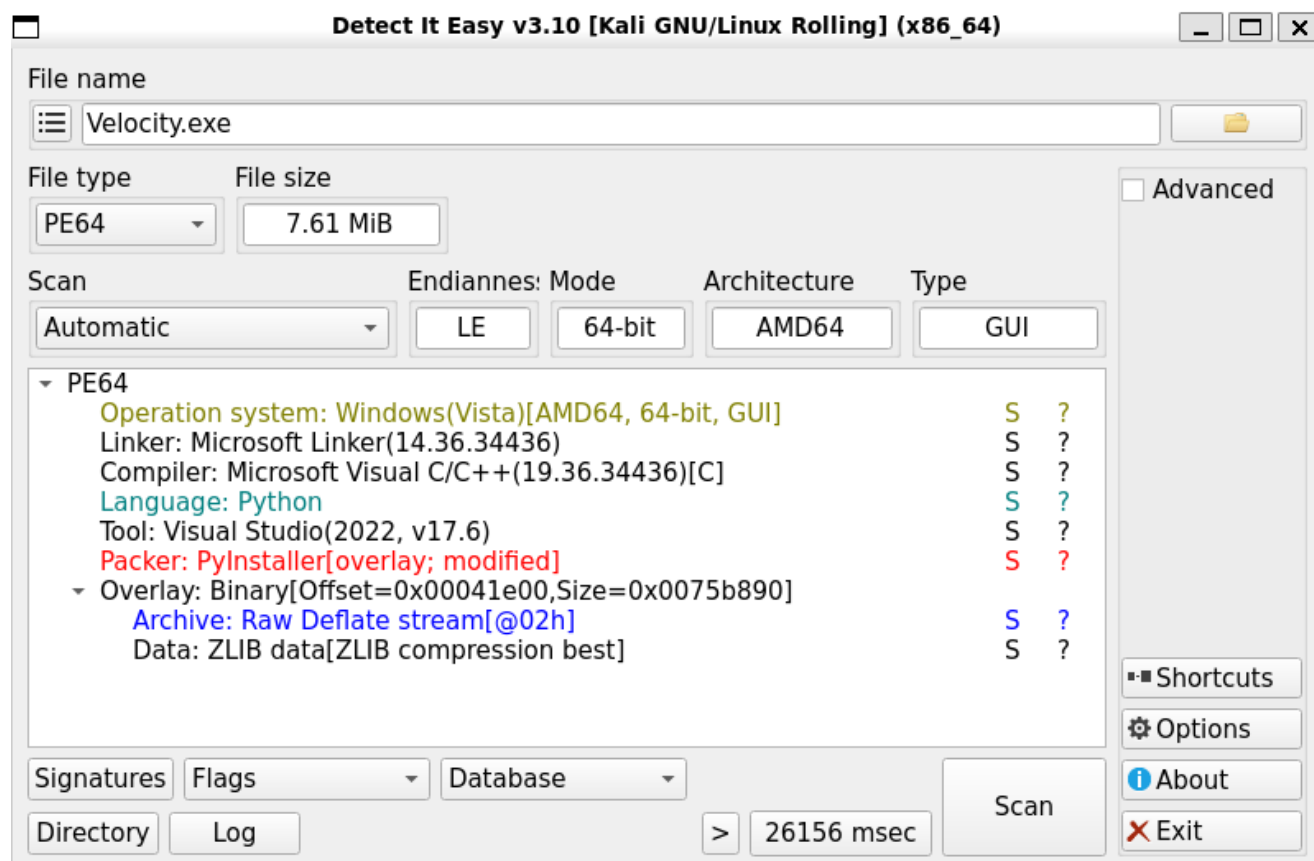 Detect It Easy v3.10 [Kali GNU/Linux Rolling] (x86_64)
File name
Velocity.exe
File type File size
Advanced
PE64 7.61 MiB
Scan Endiannes: Mode Architecture Type
Automatic LE 64-bit AMD64 GUI
PE64
Operation system: Windows(Vista)[AMD64, 64-bit, GUI] S ?
Linker: Microsoft Linker(14.36.34436) S ?
Compiler: Microsoft Visual C/C++(19.36.34436)[C] S ?
Language: Python S ?
Tool: Visual Studio(2022, v17.6) S ?
Packer: PyInstaller[overlay; modified] S ?
Overlay: Binary[Offset=0x00041e00,Size=0x0075b890]
Archive: Raw Deflate stream[@02h] S ?
Data: ZLIB data[ZLIB compression best] S ?
Shortcuts
Options
Signatures Flags Database Scan About
Directory Log > 26156 msec Exit